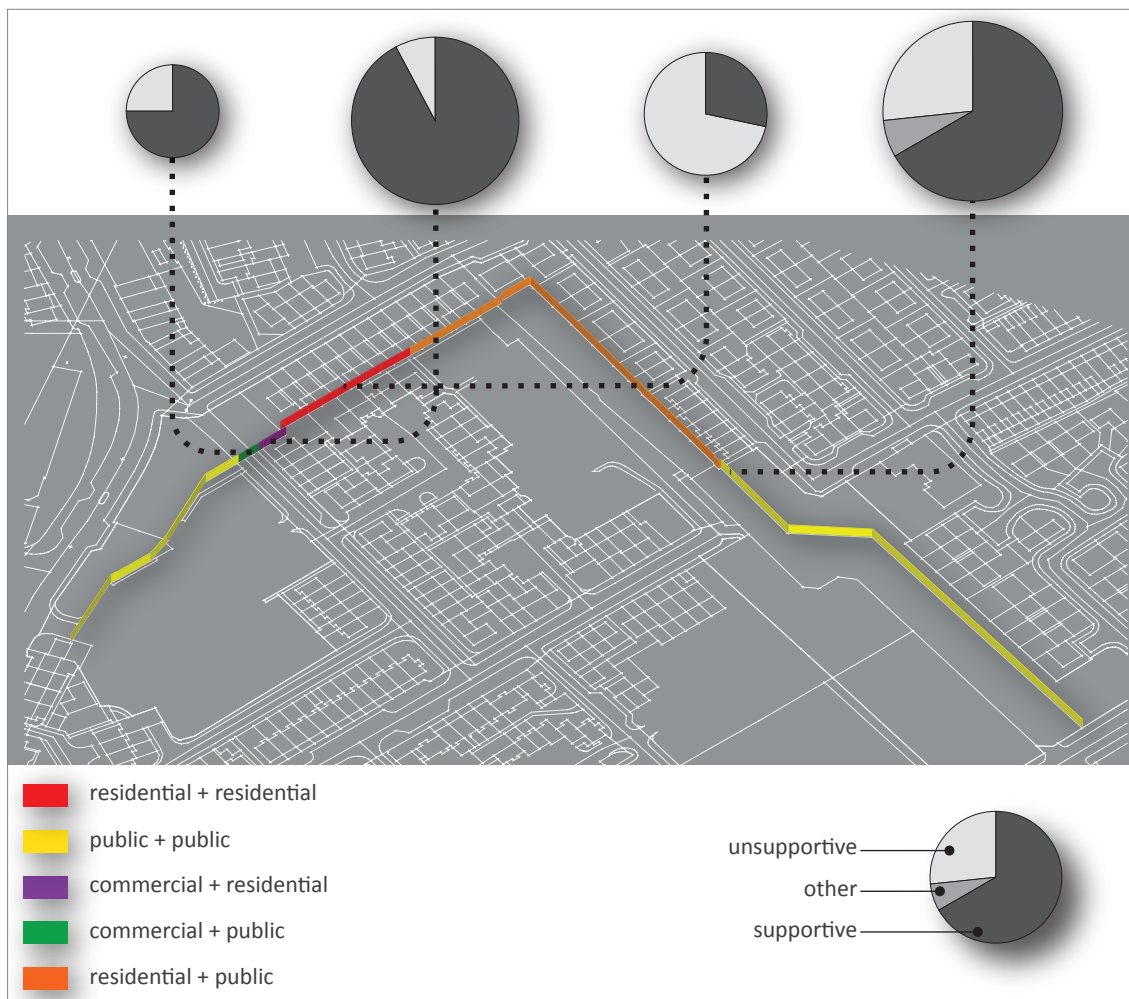 residential + residential
public + public
commercial + residential
commercial + public
residential + public
unsupportive
other
supportive